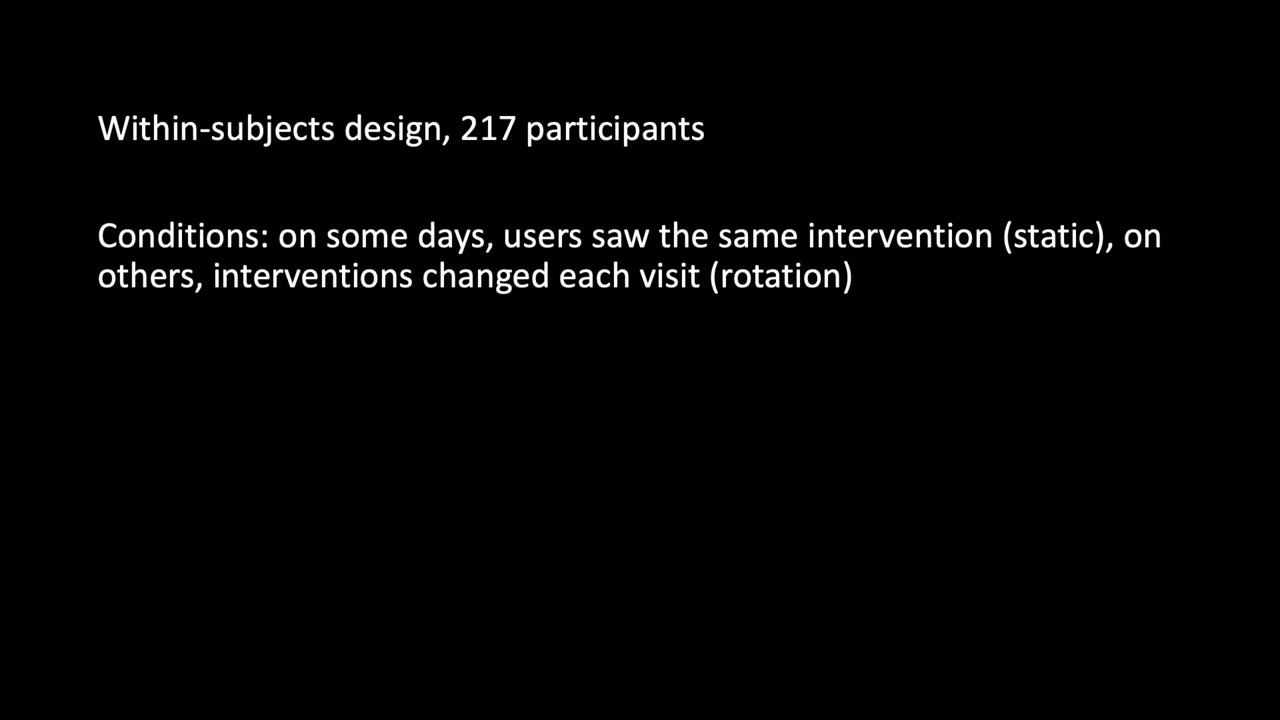 Within-subjects design, 217 participants
Conditions: on some days, users saw the same intervention (static), on
others, interventions changed each visit (rotation)